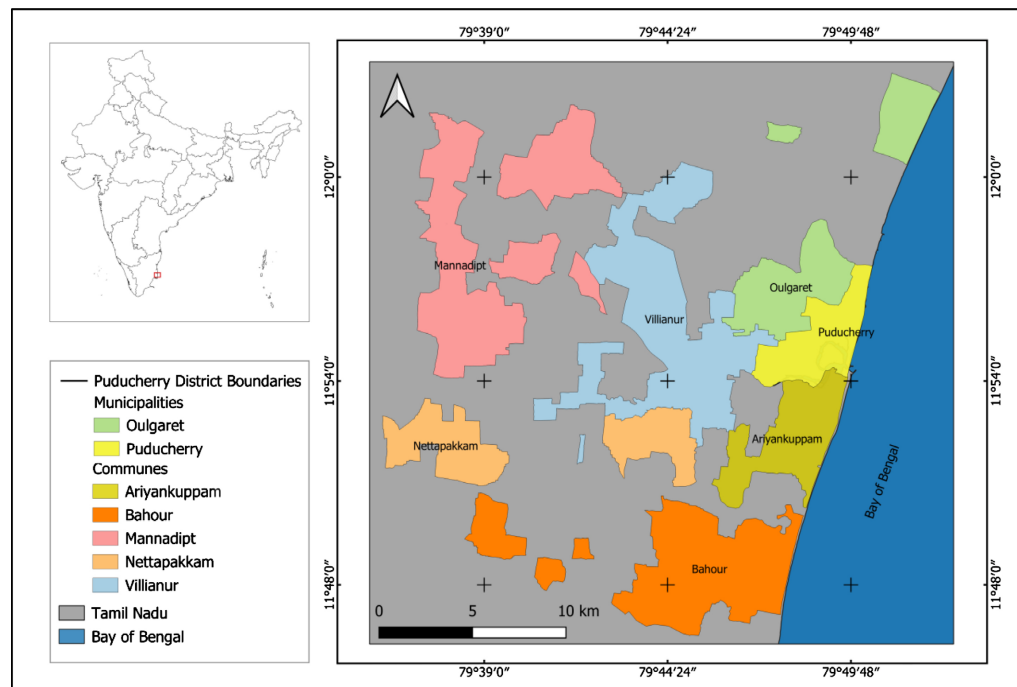 79°39′0″ 79°44′24″ 79°49′48″
12°0′0″ 12°0′0″
Mannadipt
Oulgaret
Villianur
Puducherry
11°54′0″ 11°54′0″
Puducherry District Boundaries
Municipalities
Oulgaret
Puducherry
Communes
Ariyankuppam
Bahour
Mannadipt
Nettapakkam
Villianur
Tamil Nadu
Bay of Bengal
Nettapakkam
Ariyankuppam
Bay of Bengal
Bahour
11°48′0″ 11°48′0″
0 5 10 km
79°39′0″ 79°44′24″ 79°49′48″